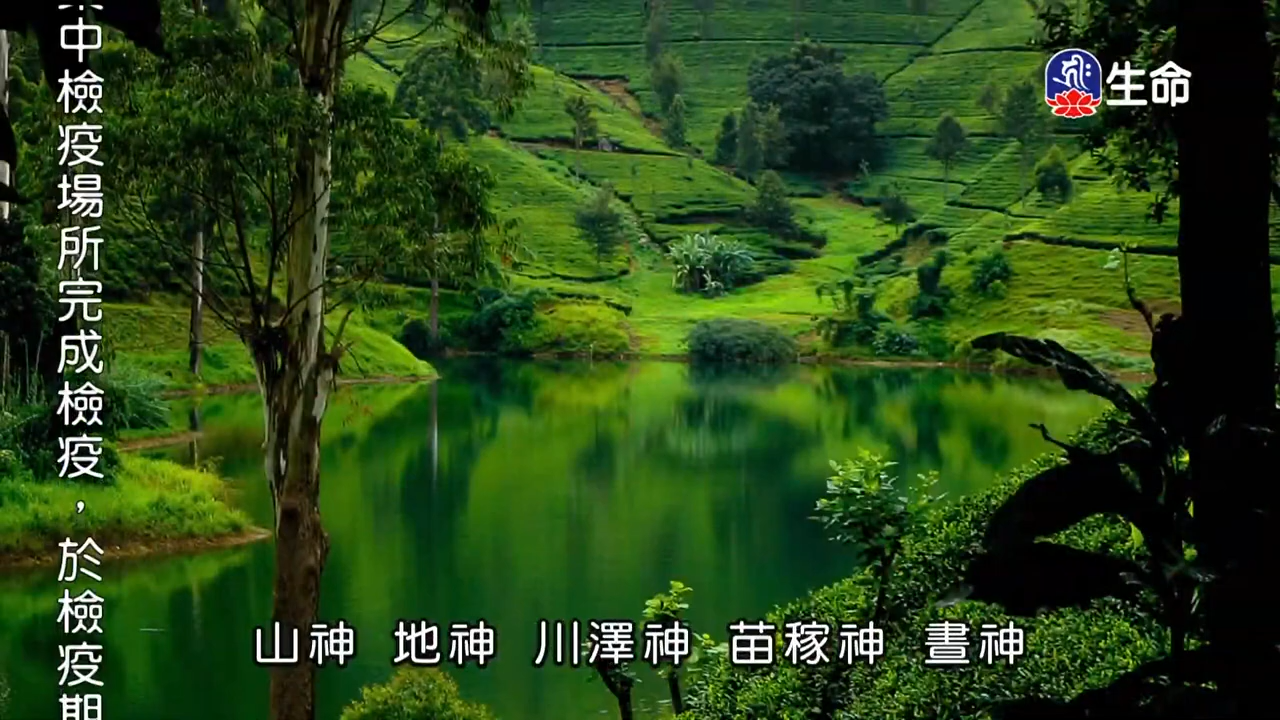 中檢疫場所完成檢疫，於檢疫期
生命
山神 地神 川澤神 苗稼神 晝神